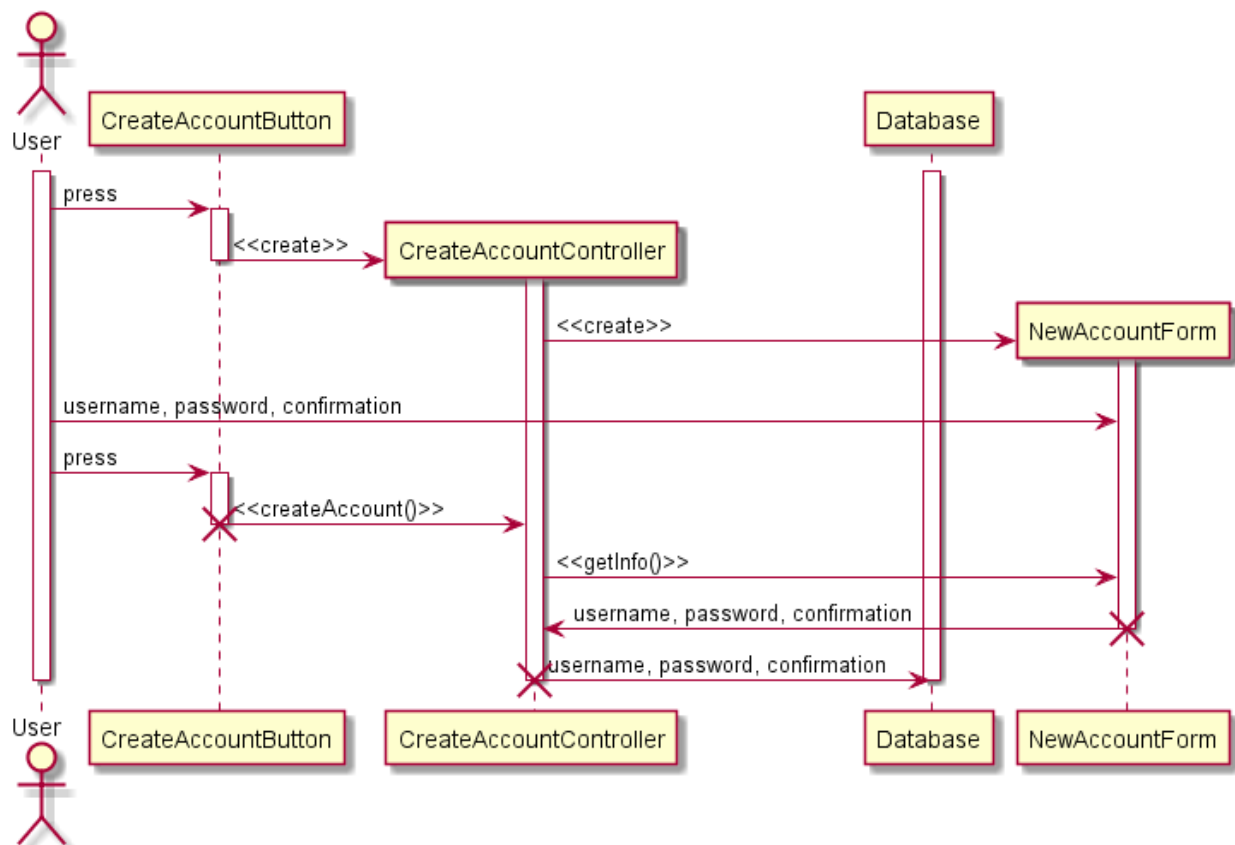 User
CreateAccountButton
Database
press
<<create>>
CreateAccountController
<<create>>
NewAccountForm
username, password, confirmation
press
<<createAccount()>>
<<getInfo()>>
username, password, confirmation
username, password, confirmation
User
CreateAccountButton
CreateAccountController
Database
NewAccountForm